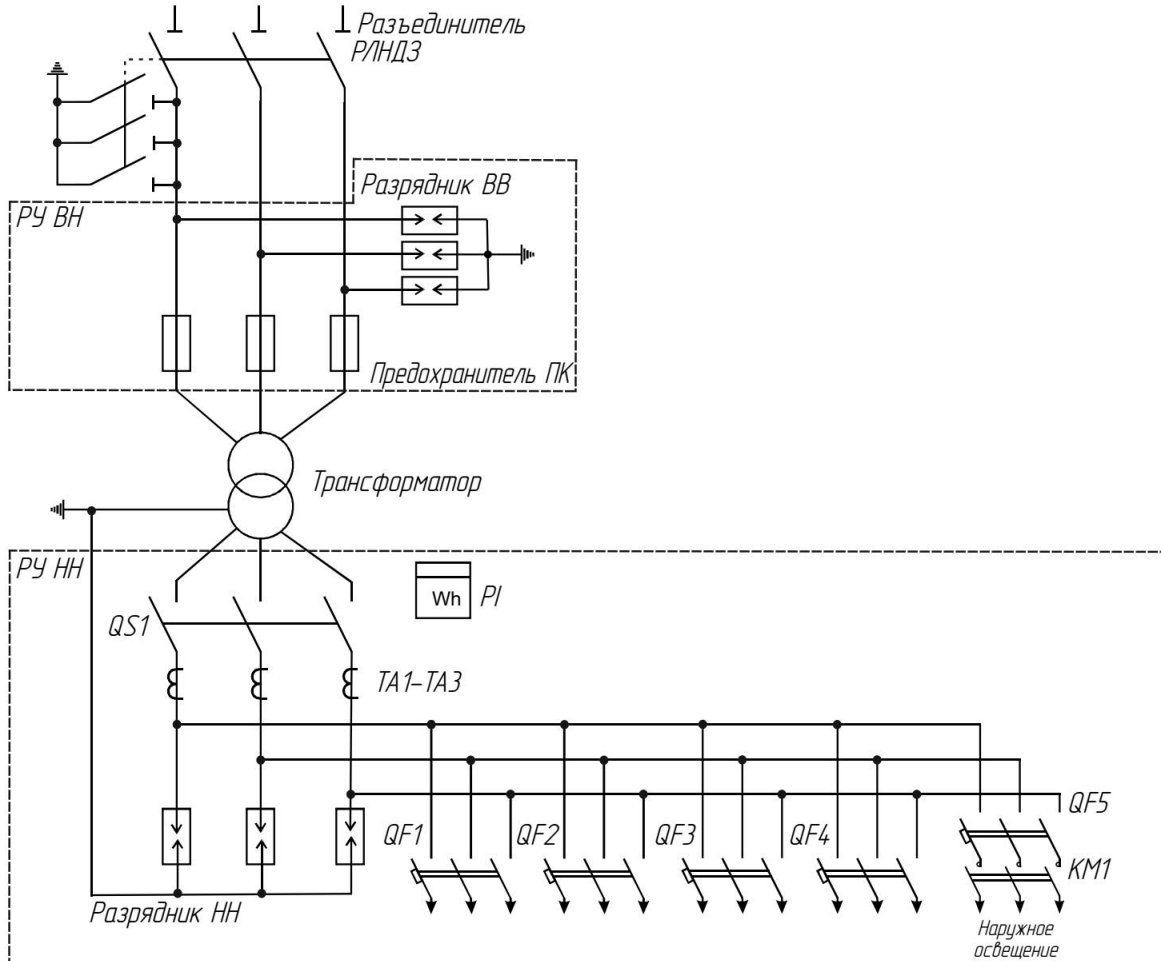 Разъединитель
РЛНДЗ
Разрядник ВВ
РУ ВН
Предохранитель ПК
Трансформатор
РУ НН
Wh
PI
QS1
TA1-TA3
QF5
QF1
QF2
QF3
QF4
KM1
Разрядник НН
Наружное
освещение